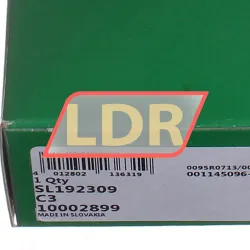 LDR
4 012802 136319
1 Qty
SL192309
C3
10002899
MADE IN SLOVAKIA
0095R0713/00
001145096-